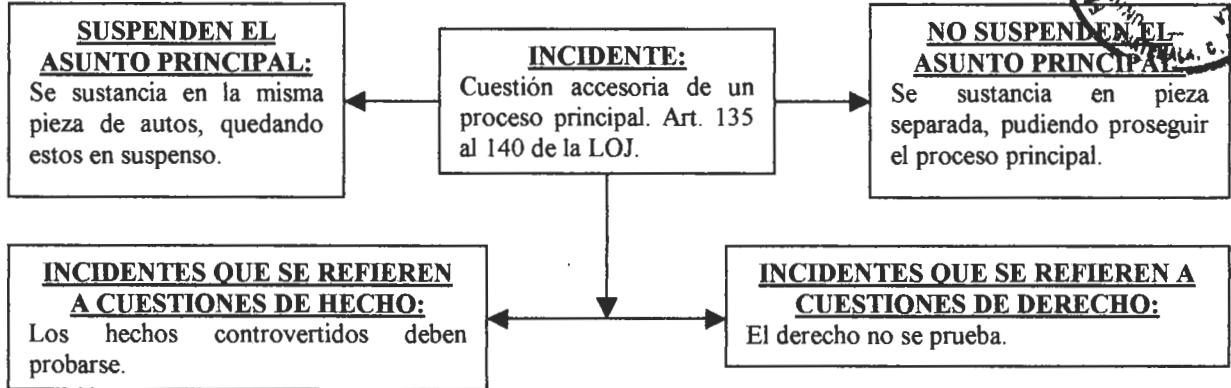 SUSPENDEN EL
ASUNTO PRINCIPAL:
Se sustancia en la misma
pieza de autos, quedando
estos en suspenso.
INCIDENTE:
Cuestión accesoria de un
proceso principal. Art. 135
al 140 de la LOJ.
NO SUSPENDEN EL
ASUNTO PRINCIPAL:
Se sustancia en pieza
separada, pudiendo proseguir
el proceso principal.
INCIDENTES QUE SE REFIEREN
A CUESTIONES DE HECHO:
Los hechos controvertidos deben
probarse.
INCIDENTES QUE SE REFIEREN A
CUESTIONES DE DERECHO:
El derecho no se prueba.